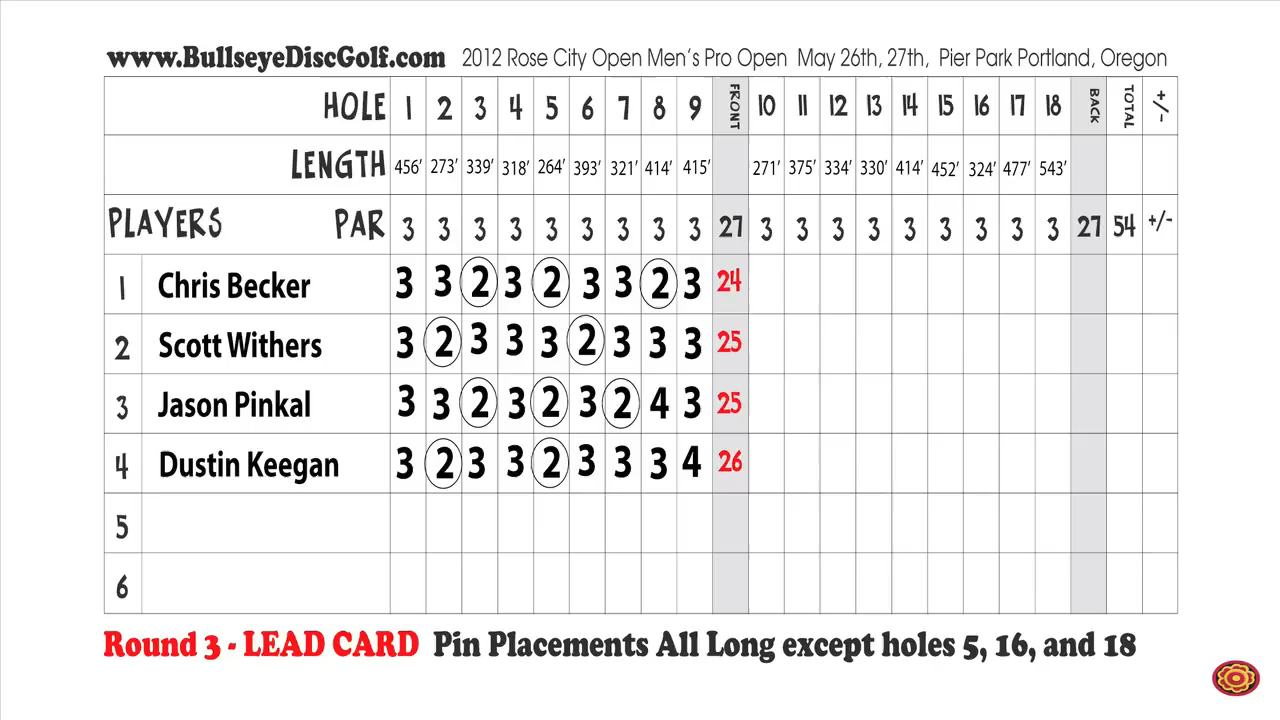 www.BullseyeDiscGolf.com 2012 Rose City Open Men's Pro Open May 26th, 27th, Pier Park Portland, Oregon
HOLE 1 2 3 4 5 6 7 8 9 FRONT 10 11 12 13 14 15 16 17 18 BACK TOTAL +/-
LENGTH 456' 273' 339' 318' 264' 393' 321' 414' 415' 271' 375' 334' 330' 414' 452' 324' 477' 543'
PLAYERS PAR 3 3 3 3 3 3 3 3 3 27 3 3 3 3 3 3 3 3 3 27 54 +/-
1 Chris Becker 3 3 2 3 2 3 3 2 3 24
2 Scott Withers 3 2 3 3 3 2 3 3 3 25
3 Jason Pinkal 3 3 2 3 2 3 2 4 3 25
4 Dustin Keegan 3 2 3 3 2 3 3 3 4 26
5
6
Round 3 - LEAD CARD Pin Placements All Long except holes 5, 16, and 18